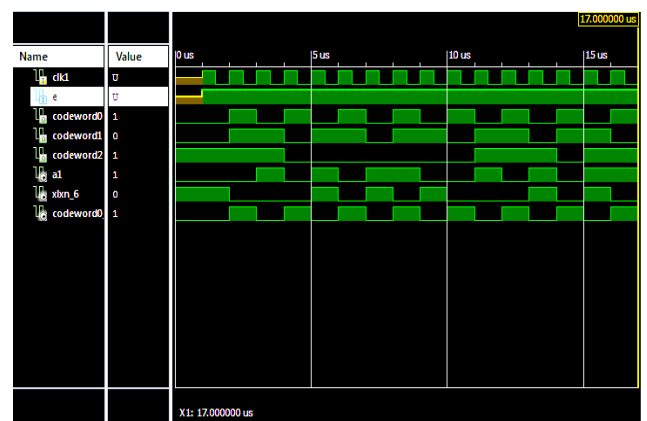 17.000000 us
Name Value 0 us 5 us 10 us 15 us
clk1 U
e U
codeword0 1
codeword1 0
codeword2 1
a1 1
xlxn_6 0
codeword0_ 1
X1: 17.000000 us